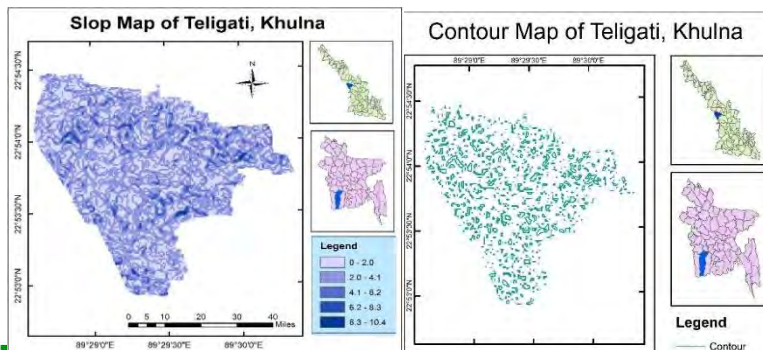 Slop Map of Teligati, Khulna
N
22°54'30"N
22°54'0"N
22°53'30"N
22°53'0"N
89°29'0"E
89°29'30"E
89°30'0"E
0 5 10 20 30 40
Miles
Legend
0 - 2.0
2.0 - 4.1
4.1 - 6.2
6.2 - 8.3
8.3 - 10.4
Contour Map of Teligati, Khulna
89°29'0"E
89°29'30"E
89°30'0"E
22°54'30"N
22°54'0"N
22°53'30"N
22°53'0"N
Legend
Contour